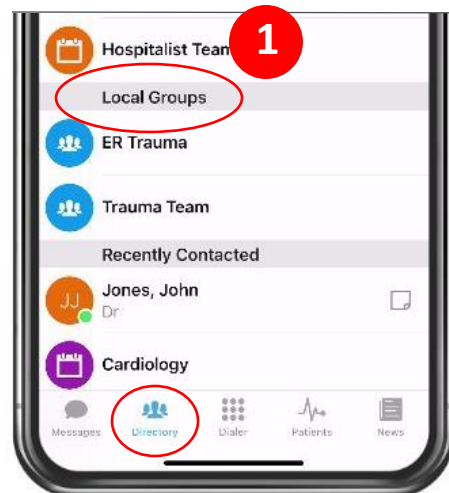 Hospitalist Team
1
Local Groups
ER Trauma
Trauma Team
Recently Contacted
JJ
Jones, John
Dr
Cardiology
Messages Directory Dialer Patients News